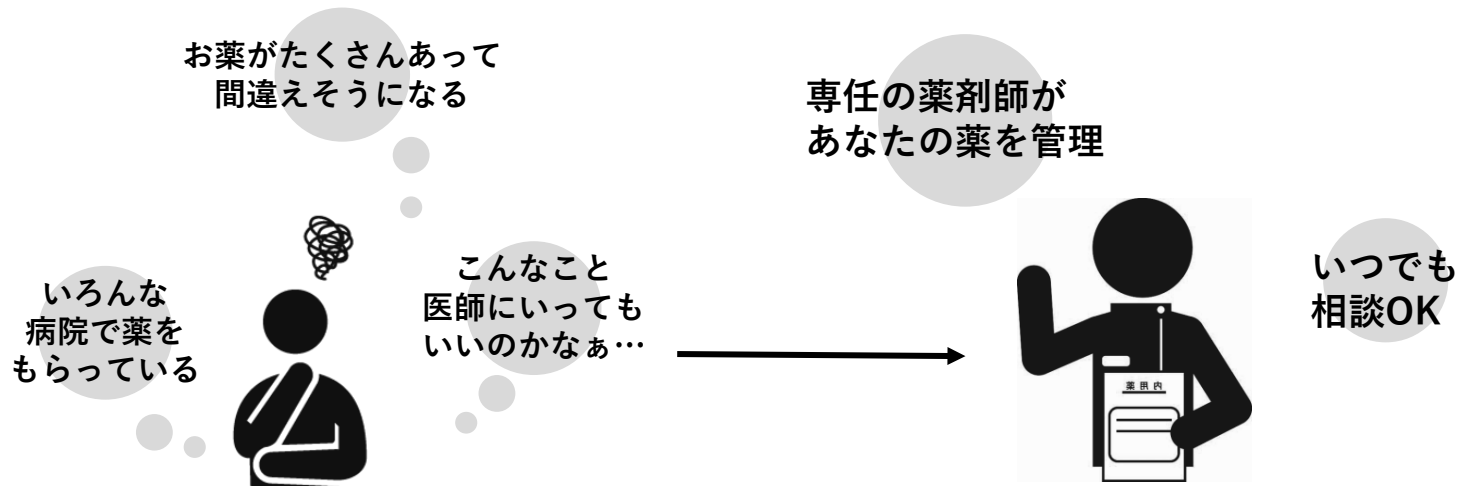 お薬がたくさんあって
間違えそうになる
いろんな
病院で薬を
もらっている
こんなこと
医師にいっても
いいのかなぁ…
専任の薬剤師が
あなたの薬を管理
いつでも
相談OK
内用薬